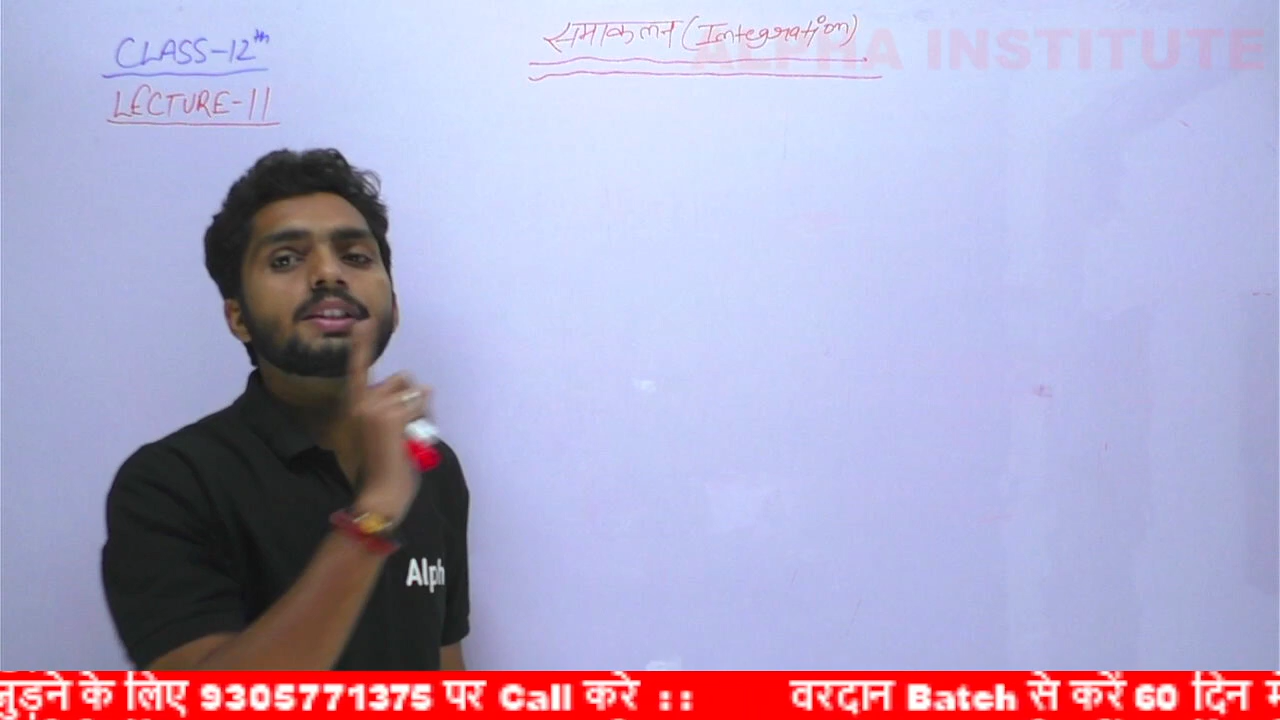 CLASS-12th
समाकलन (Integration)
ALPHA INSTITUTE
LECTURE-11
Alph
जुड़ने के लिए 9305771375 पर Call करे : : वरदान Batch से करें 60 दिन में